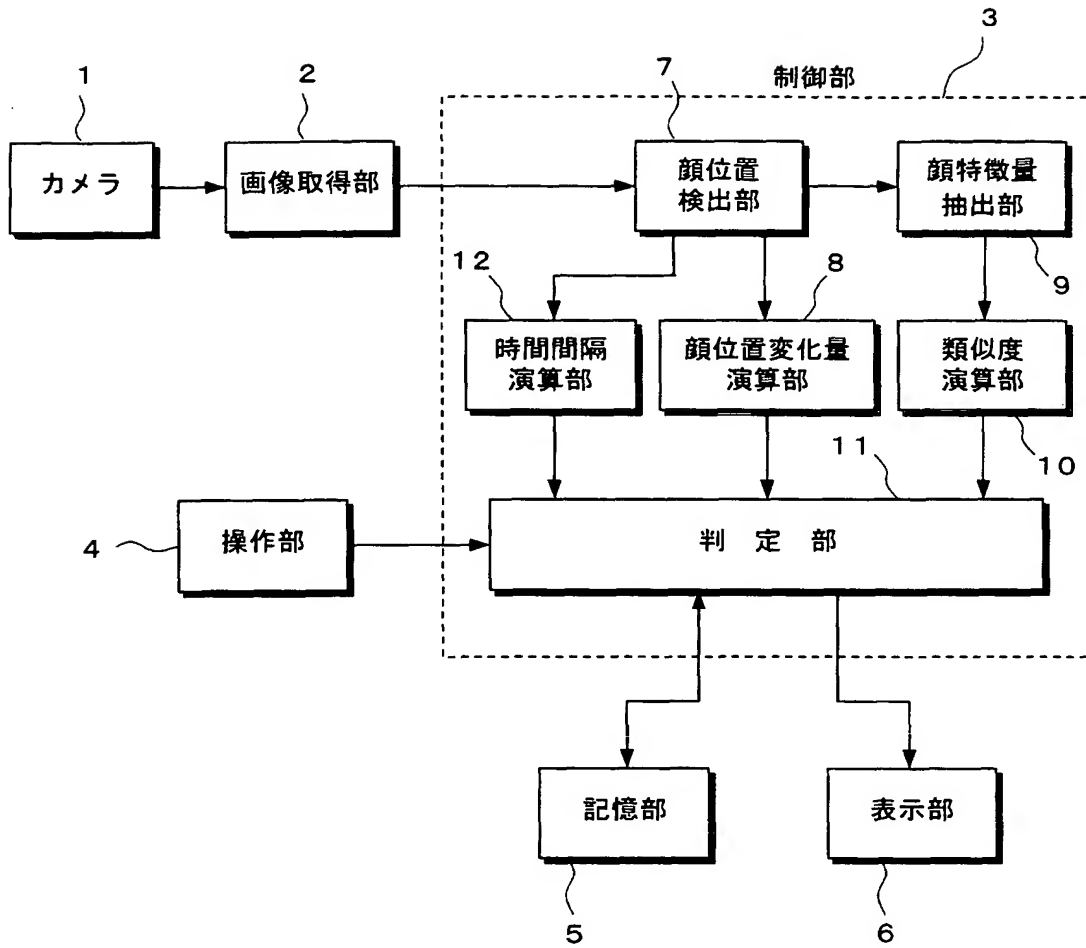 3
1
2
7
制御部
カメラ
画像取得部
顔位置
検出部
顔特徴量
抽出部
12
8
9
時間間隔
演算部
顔位置変化量
演算部
類似度
演算部
11
10
4
操作部
判定部
記憶部
表示部
5
6